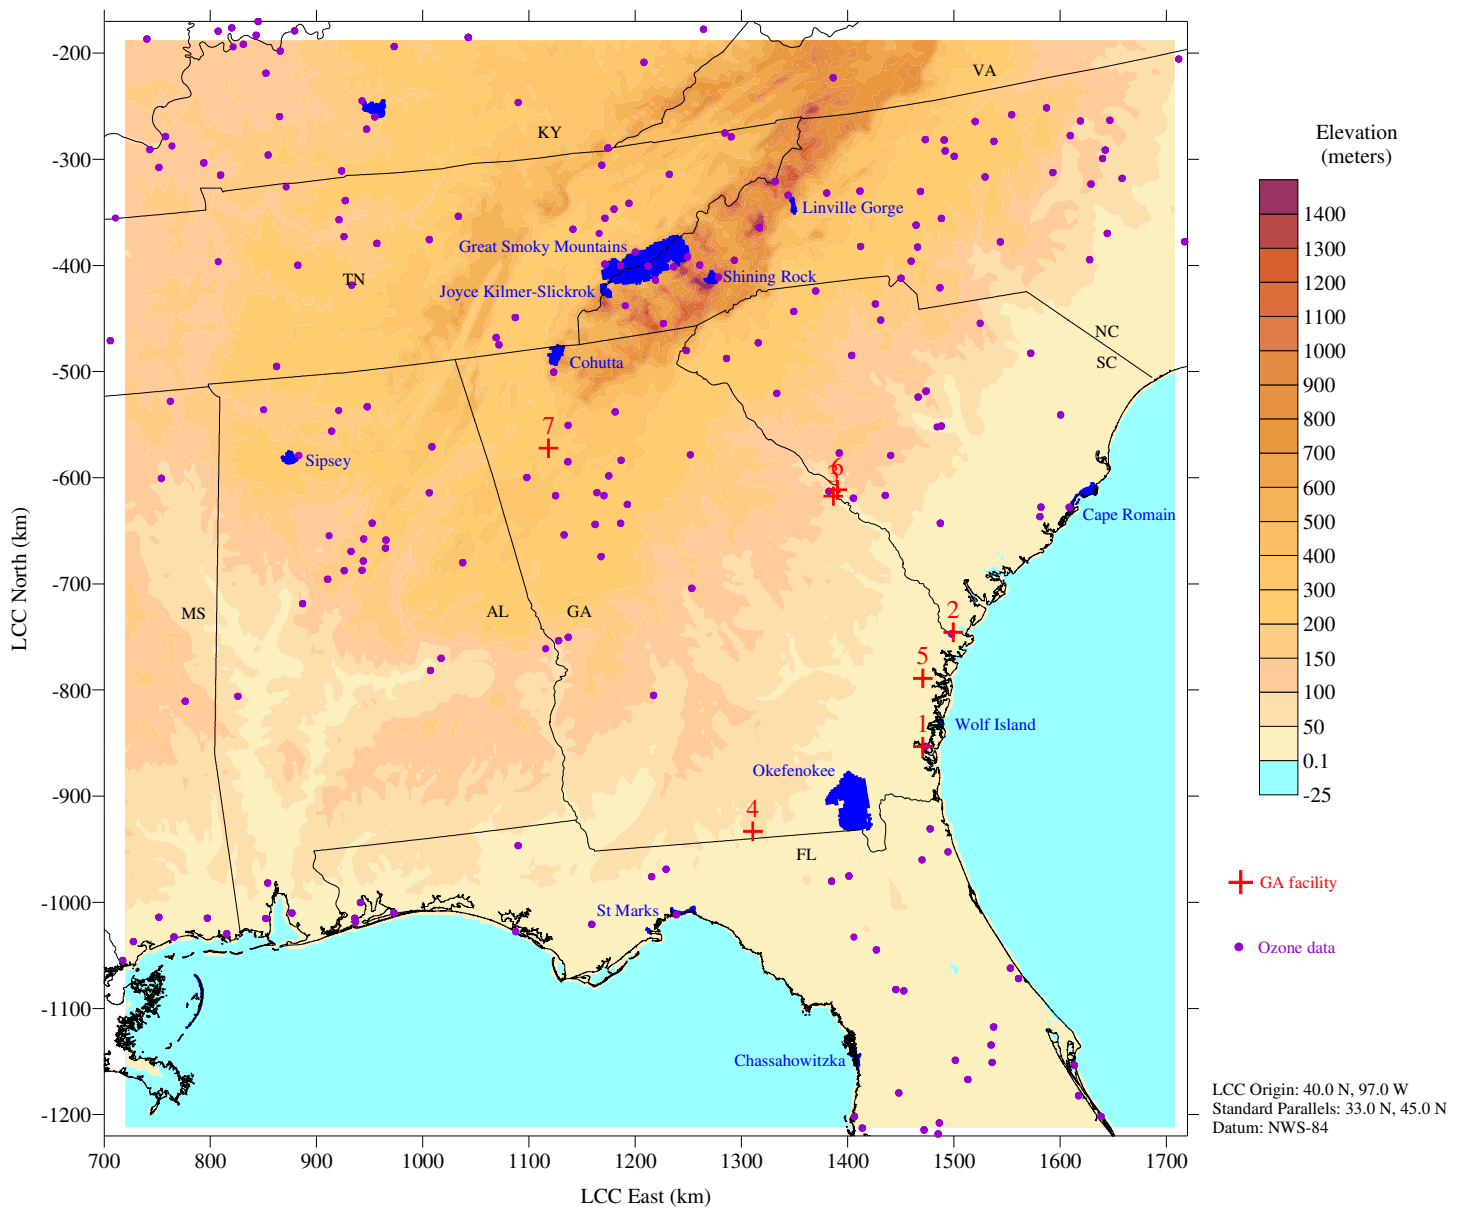 -200
-300
-400
-500
-600
-700
-800
-900
-1000
-1100
-1200
LCC North (km)
700
800
900
1000
1100
1200
1300
1400
1500
1600
1700
LCC East (km)
VA
KY
TN
NC
SC
MS
AL
GA
FL
Linville Gorge
Great Smoky Mountains
Shining Rock
Joyce Kilmer-Slickrok
Cohutta
Sipsey
Cape Romain
Wolf Island
Okefenokee
St Marks
Chassahowitzka
7
6
2
5
1
4
Elevation
(meters)
1400
1300
1200
1100
1000
900
800
700
600
500
400
300
200
150
100
50
0.1
-25
GA facility
Ozone data
LCC Origin: 40.0 N, 97.0 W
Standard Parallels: 33.0 N, 45.0 N
Datum: NWS-84